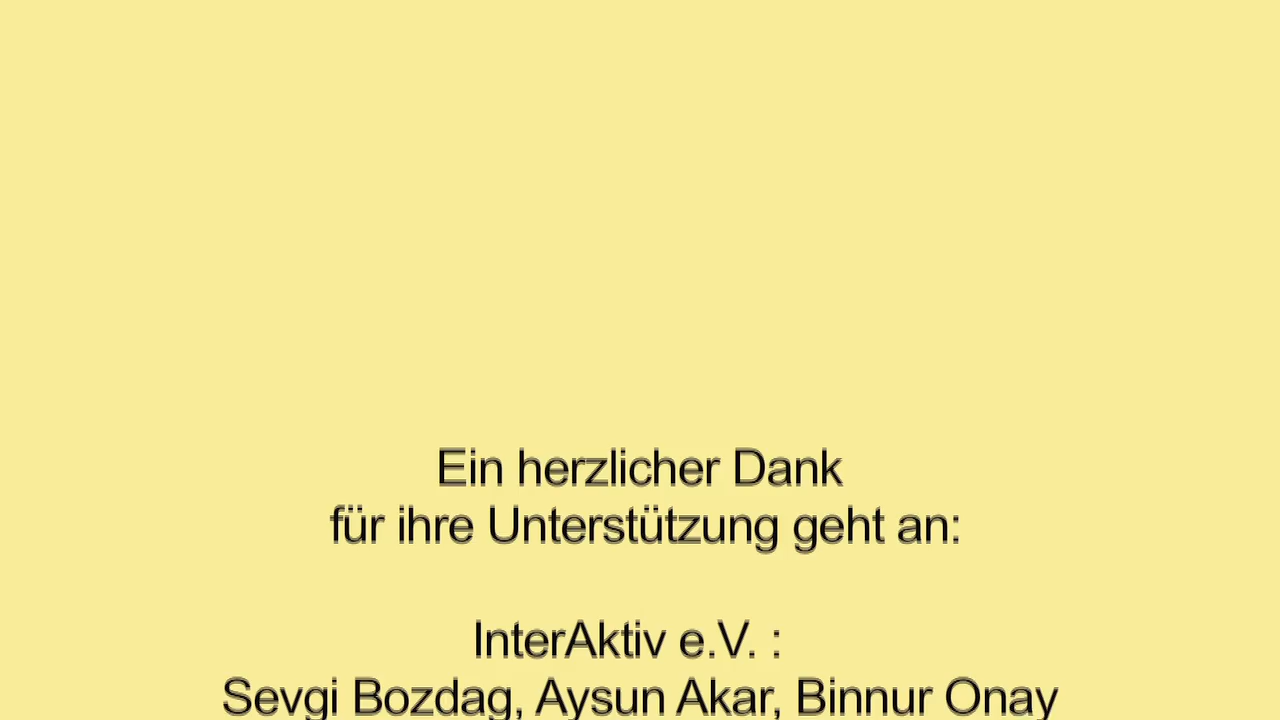 Ein herzlicher Dank
für ihre Unterstützung geht an:
InterAktiv e.V. :
Sevgi Bozdag, Aysun Akar, Binnur Onay